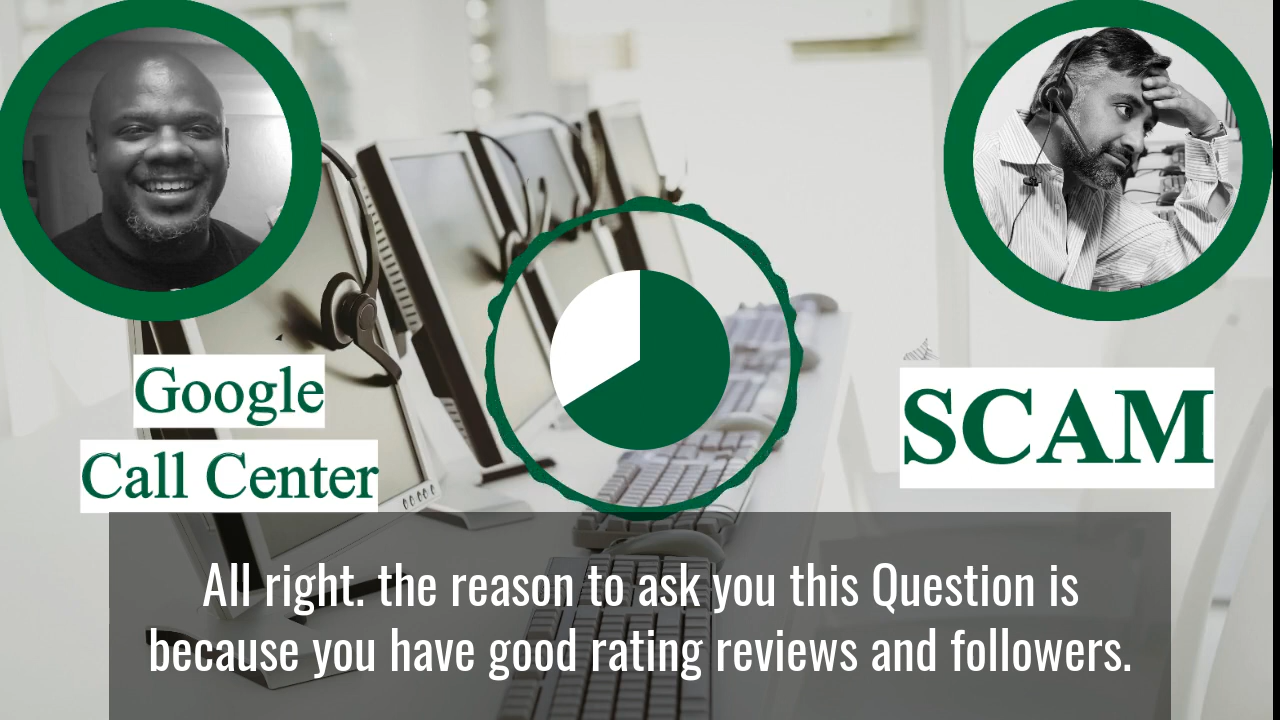 Google
Call Center
SCAM
All right. the reason to ask you this Question is
because you have good rating reviews and followers.